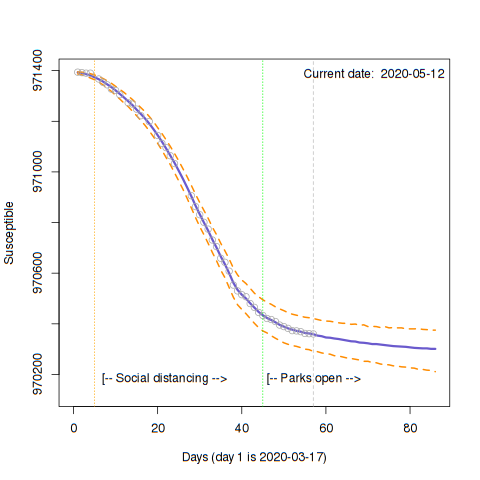 Current date: 2020-05-12
971400
971000
970600
970200
Susceptible
[-- Social distancing --> [-- Parks open -->
0 20 40 60 80
Days (day 1 is 2020-03-17)